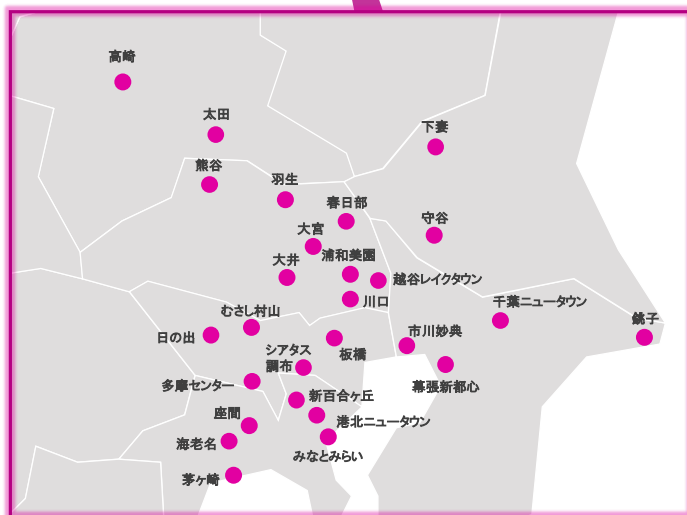 高崎
太田
下妻
熊谷
羽生
春日部
守谷
大宮
浦和美園
大井
越谷レイクタウン
川口
千葉ニュータウン
むさし村山
銚子
市川妙典
日の出
シアタス
調布
板橋
幕張新都心
多摩センター
新百合ヶ丘
座間
港北ニュータウン
海老名
みなとみらい
茅ヶ崎